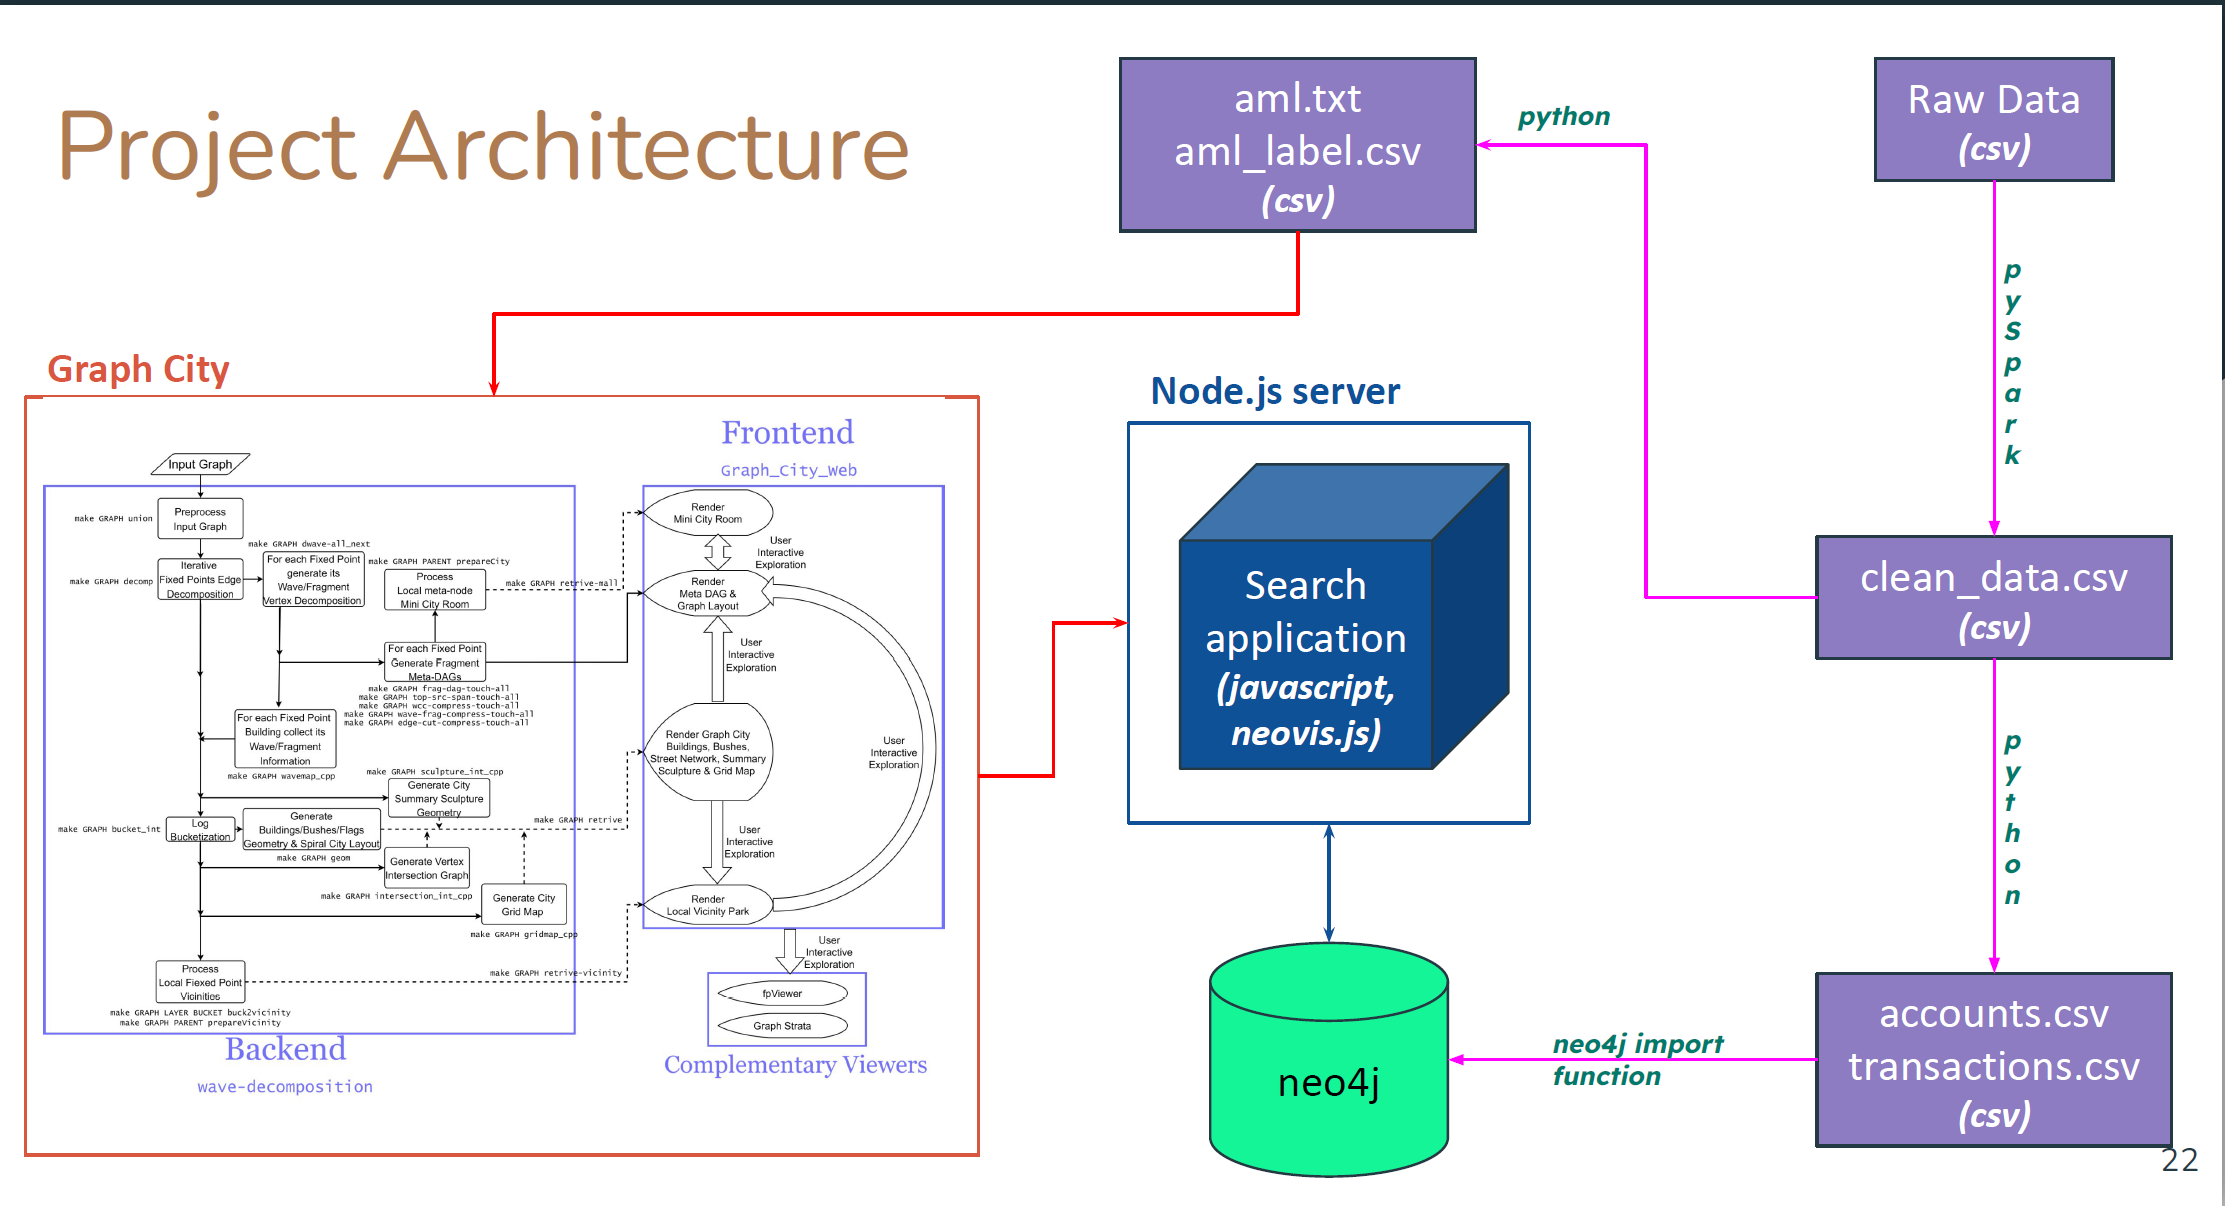 Project Architecture
aml.txt
aml_label.csv
(csv)
python
Raw Data
(csv)
p
y
S
p
a
r
k
clean_data.csv
(csv)
p
y
t
h
o
n
accounts.csv
transactions.csv
(csv)
neo4j import
function
neo4j
Node.js server
Search
application
(javascript,
neovis.js)
Graph City
Input Graph
Preprocess
Input Graph
make GRAPH union
Iterative
Fixed Points Edge
Decomposition
make GRAPH decomp
make GRAPH dwave-all_next
For each Fixed Point
generate its
Wave/Fragment
Vertex Decomposition
make GRAPH PARENT prepareCity
Process
Local meta-node
Mini City Room
make GRAPH retrive-mall
For each Fixed Point
Generate Fragment
Meta-DAGs
make GRAPH frag-dag-touch-all
make GRAPH top-src-span-touch-all
make GRAPH wcc-compress-touch-all
make GRAPH wave-frag-compress-touch-all
make GRAPH edge-cut-compress-touch-all
For each Fixed Point
Building collect its
Wave/Fragment
Information
make GRAPH wavemap_cpp
make GRAPH sculpture_int_cpp
Generate City
Summary Sculpture
Geometry
make GRAPH bucket_int
Log
Bucketization
Generate
Buildings/Bushes/Flags
Geometry & Spiral City Layout
make GRAPH geom
make GRAPH retrive
Generate Vertex
Intersection Graph
make GRAPH intersection_int_cpp
Generate City
Grid Map
make GRAPH gridmap_cpp
Process
Local Fiexed Point
Vicinities
make GRAPH retrive-vicinity
make GRAPH LAYER BUCKET buck2vicinity
make GRAPH PARENT prepareVicinity
Backend
wave-decomposition
Frontend
Graph_City_Web
Render
Mini City Room
User
Interactive
Exploration
Render
Meta DAG &
Graph Layout
User
Interactive
Exploration
Render Graph City
Buildings, Bushes,
Street Network, Summary
Sculpture & Grid Map
User
Interactive
Exploration
User
Interactive
Exploration
Render
Local Vicinity Park
User
Interactive
Exploration
fpViewer
Graph Strata
Complementary Viewers
22